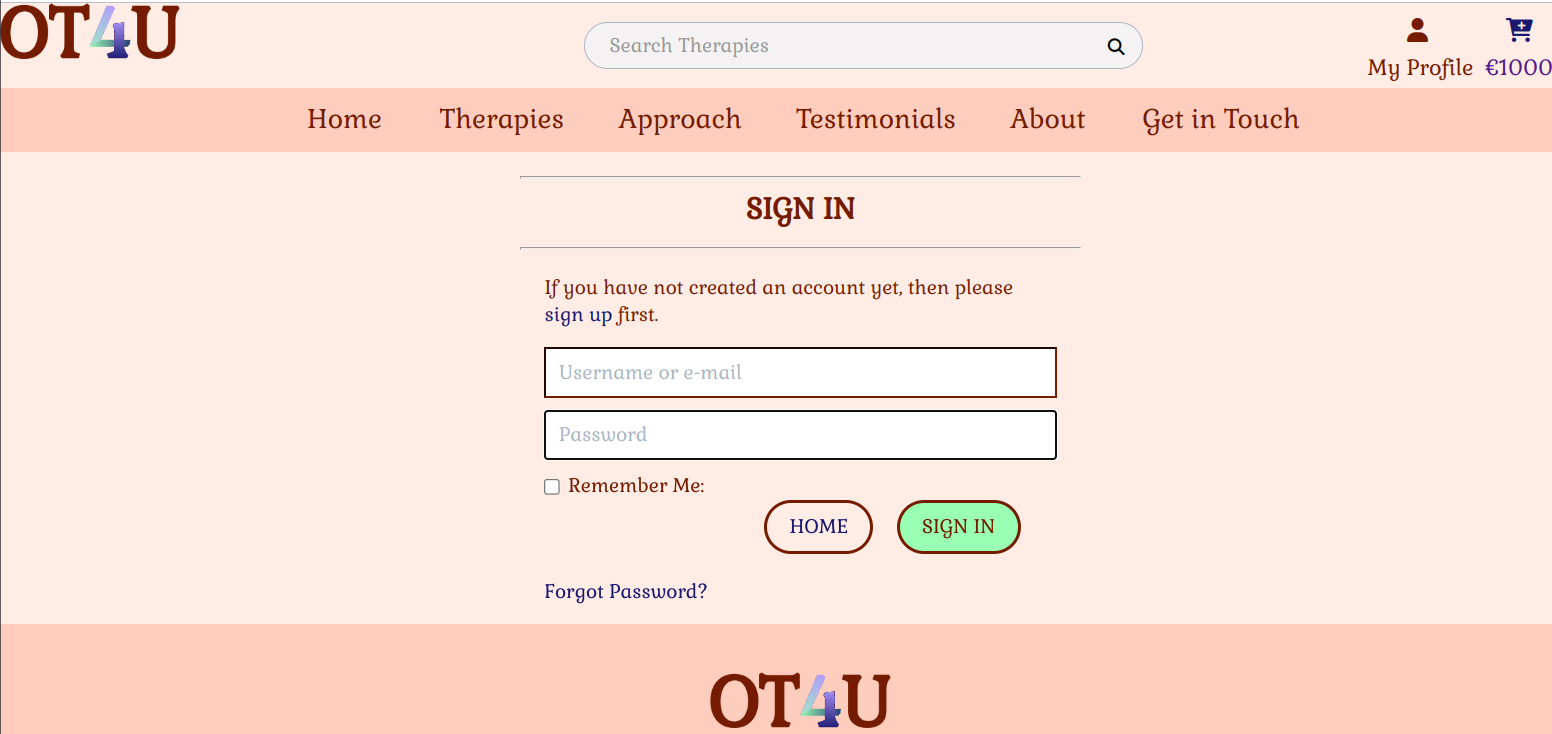 OT4U
Search Therapies
My Profile €1000
Home Therapies Approach Testimonials About Get in Touch
SIGN IN
If you have not created an account yet, then please
sign up first.
Username or e-mail
Password
Remember Me:
HOME SIGN IN
Forgot Password?
OT4U